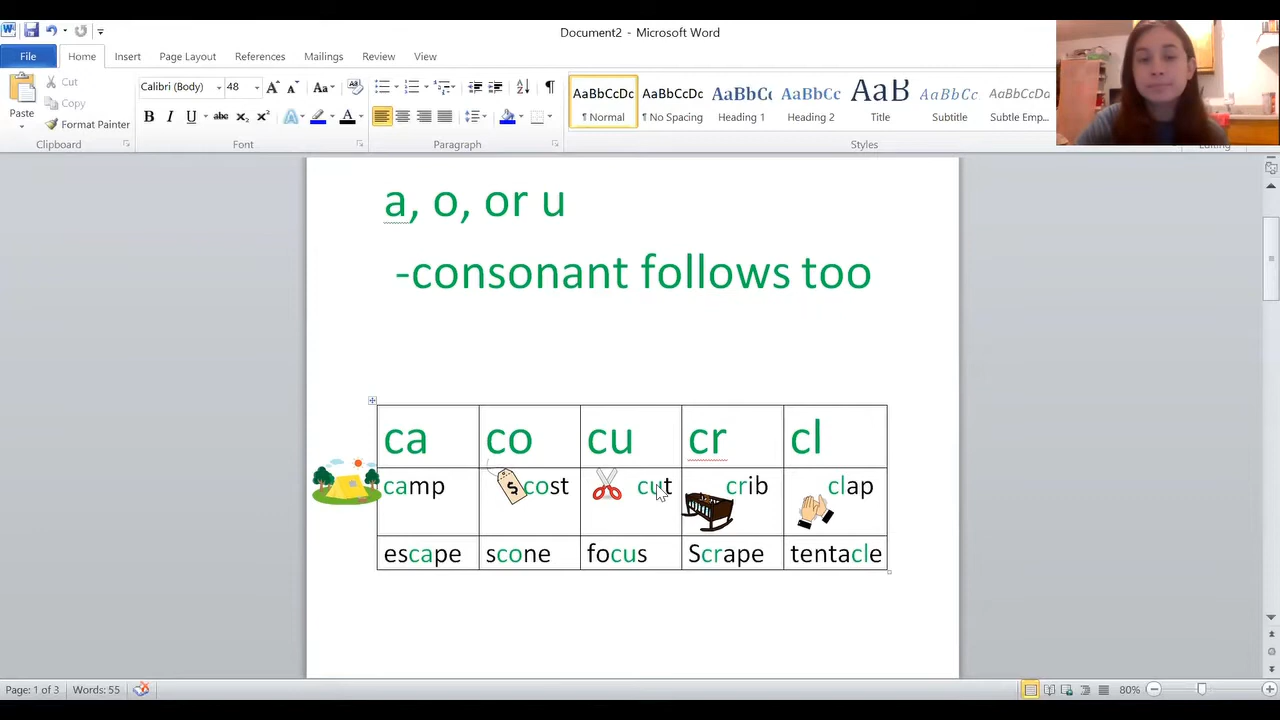 Document2 - Microsoft Word
File Home Insert Page Layout References Mailings Review View
Paste
Cut
Copy
Format Painter
Clipboard
Calibri (Body) 48
Font
Paragraph
AaBbCcDc AaBbCcDc AaBbCc AaBbCc AaB AaBbCc AaBbCcDa
¶ Normal ¶ No Spacing Heading 1 Heading 2 Title Subtitle Subtle Emp...
Styles
Editing
a, o, or u
-consonant follows too
ca co cu cr cl
camp $ cost cut crib clap
escape scone focus Scrape tentacle
Page: 1 of 3 Words: 55 80%